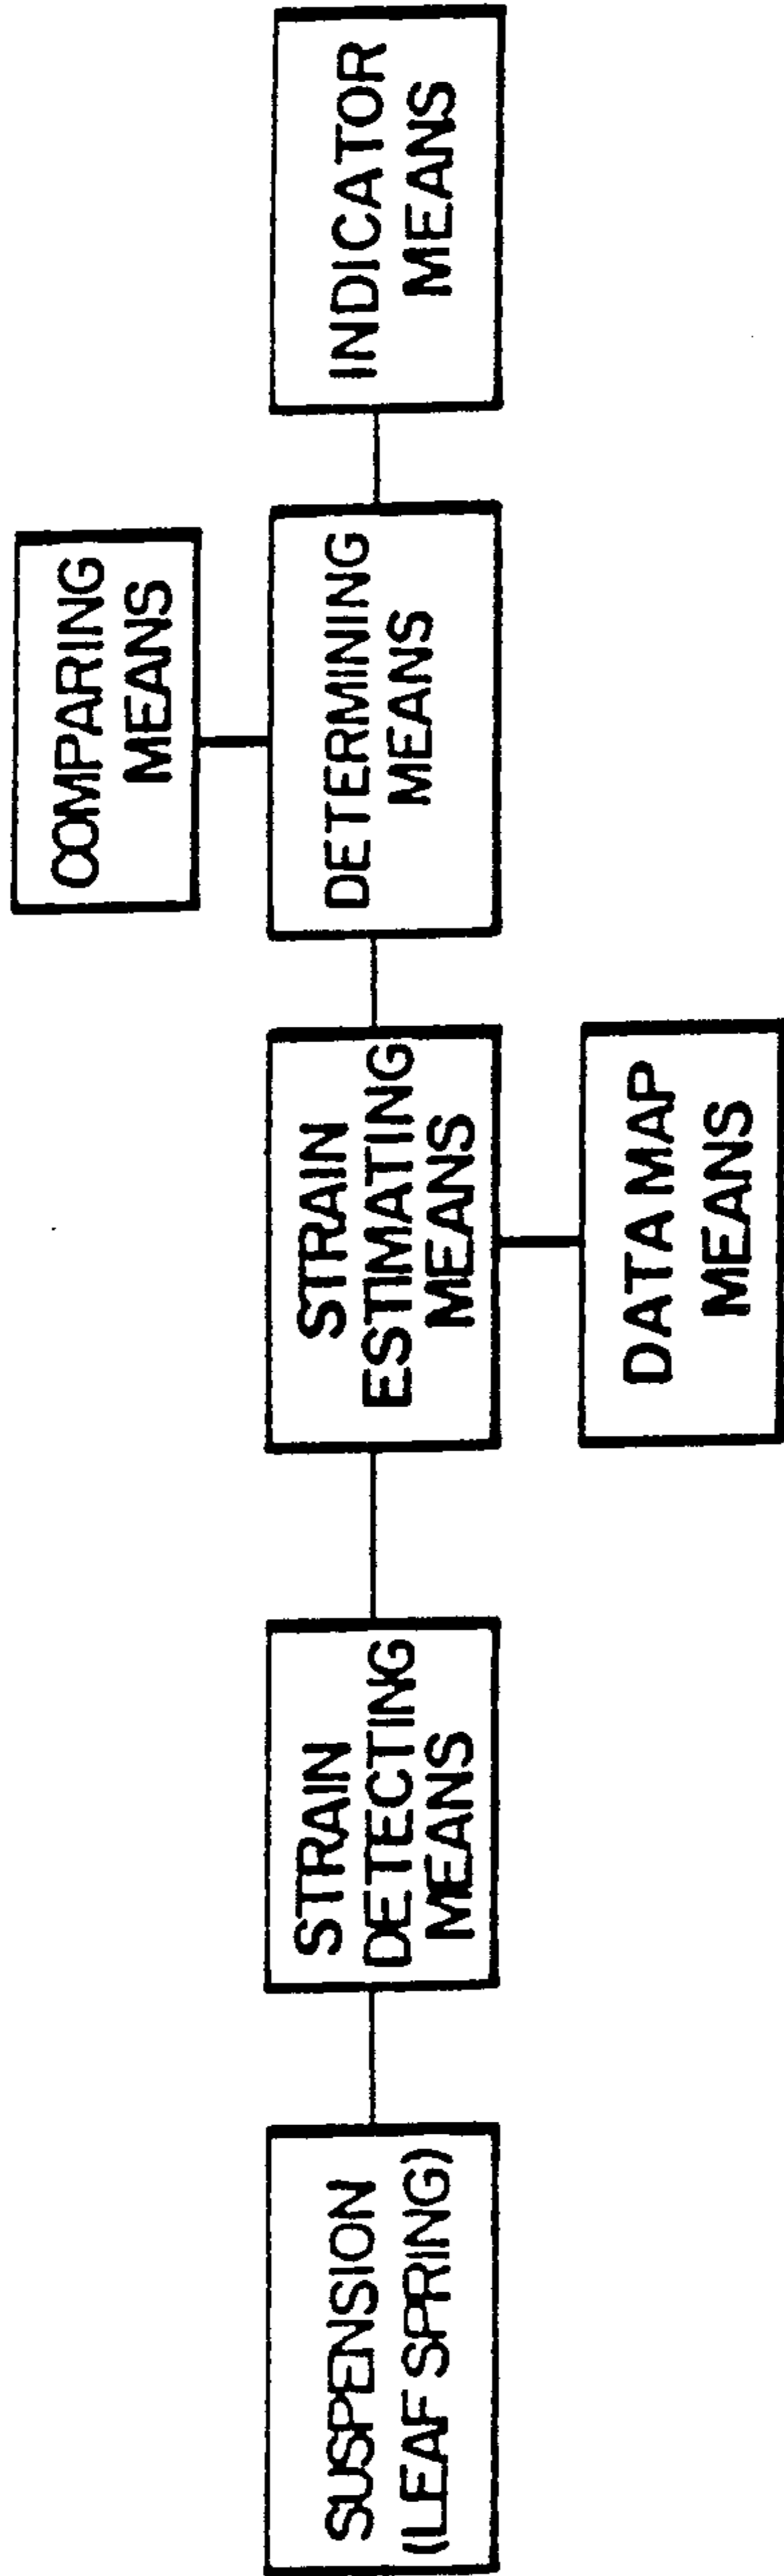 SUSPENSION
(LEAF SPRING)
STRAIN
DETECTING
MEANS
STRAIN
ESTIMATING
MEANS
DATA MAP
MEANS
COMPARING
MEANS
DETERMINING
MEANS
INDICATOR
MEANS